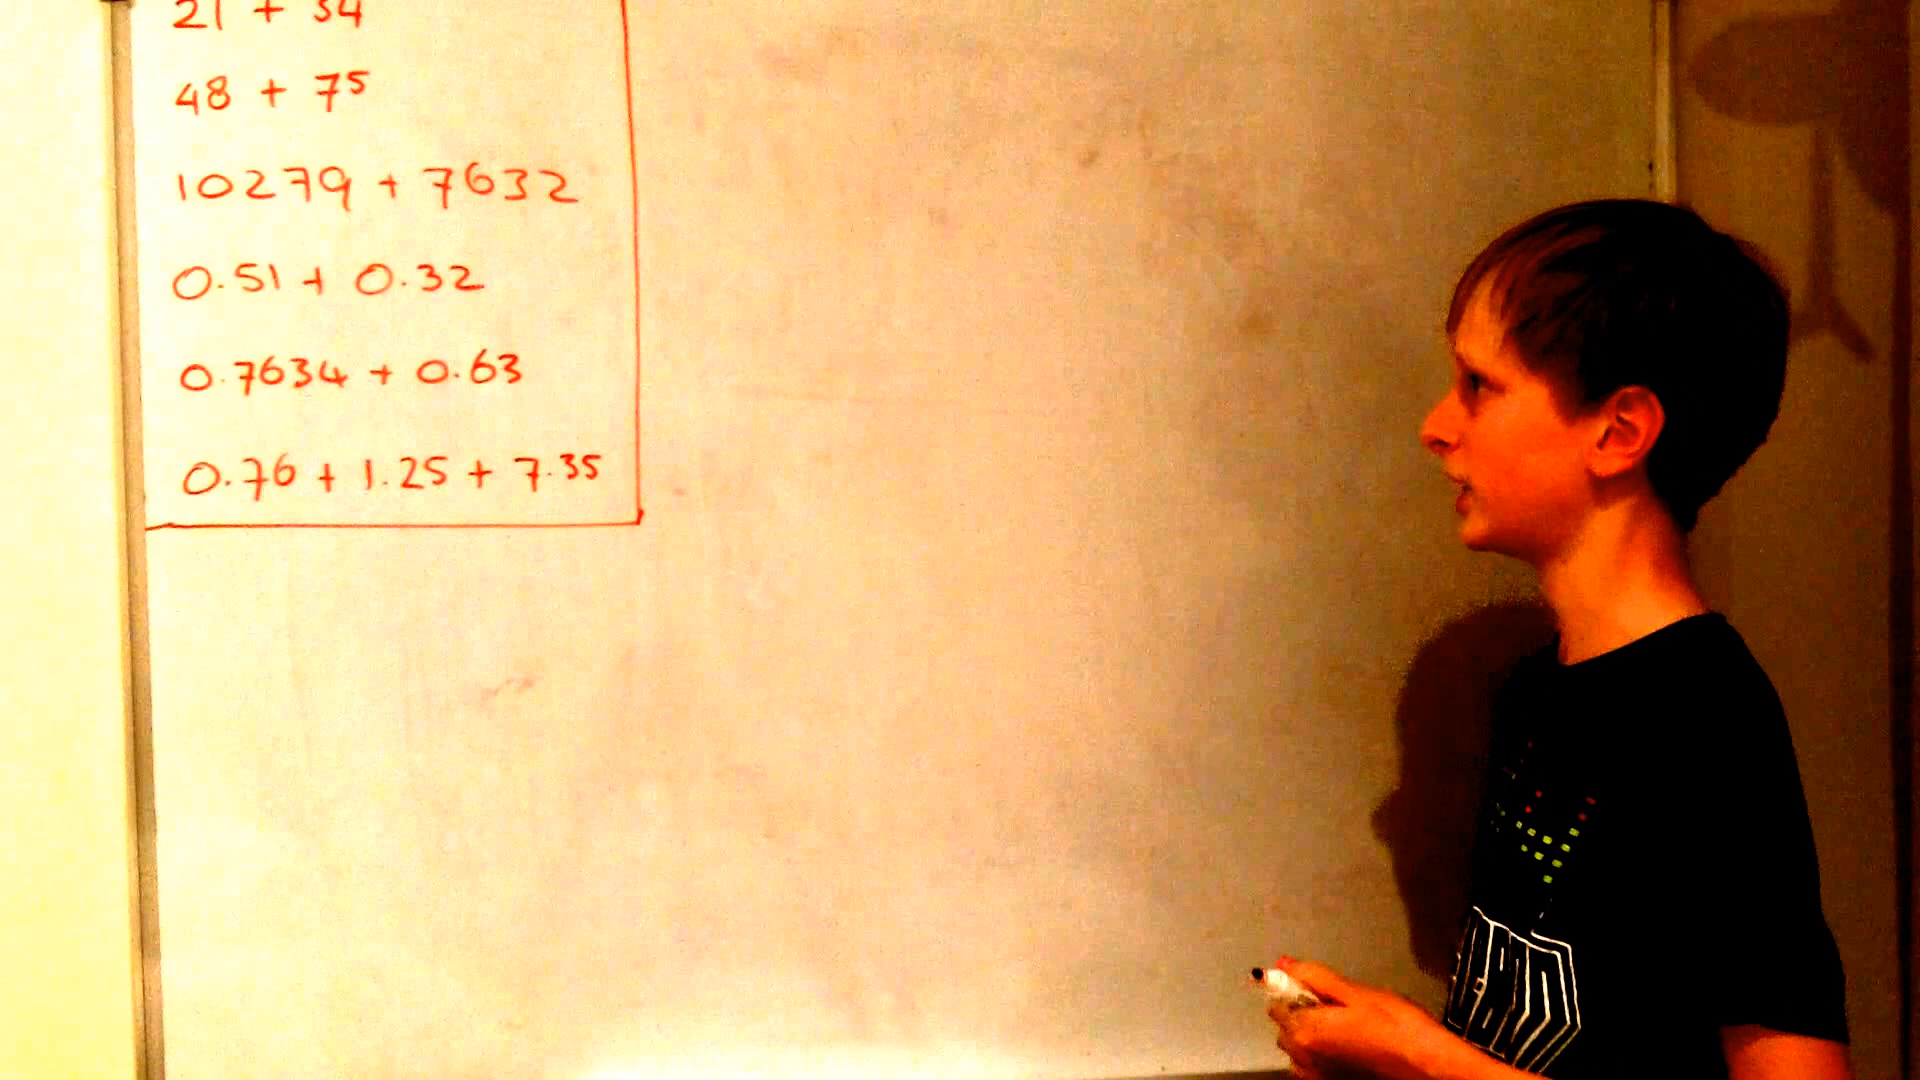 21 + 34
48 + 75
10279 + 7632
0.51 + 0.32
0.7634 + 0.63
0.76 + 1.25 + 7.35